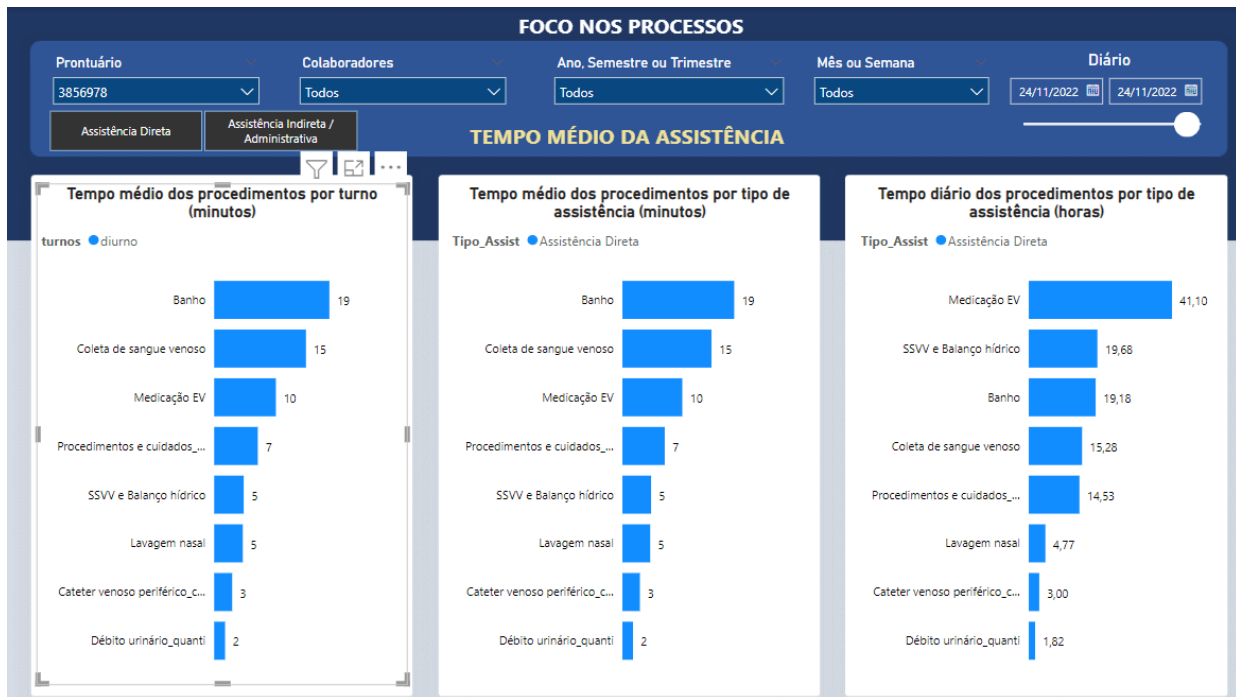 FOCO NOS PROCESSOS
Prontuário
Colaboradores
Ano, Semestre ou Trimestre
Mês ou Semana
Diário
3856978
Todos
Todos
Todos
24/11/2022
24/11/2022
Assistência Direta
Assistência Indireta /
Administrativa
TEMPO MÉDIO DA ASSISTÊNCIA
Tempo médio dos procedimentos por turno
(minutos)
turnos diurno
Banho 19
Coleta de sangue venoso 15
Medicação EV 10
Procedimentos e cuidados_... 7
SSVV e Balanço hídrico 5
Lavagem nasal 5
Cateter venoso periférico_c... 3
Débito urinário_quanti 2
Tempo médio dos procedimentos por tipo de
assistência (minutos)
Tipo_Assist Assistência Direta
Banho 19
Coleta de sangue venoso 15
Medicação EV 10
Procedimentos e cuidados_... 7
SSVV e Balanço hídrico 5
Lavagem nasal 5
Cateter venoso periférico_c... 3
Débito urinário_quanti 2
Tempo diário dos procedimentos por tipo de
assistência (horas)
Tipo_Assist Assistência Direta
Medicação EV 41,10
SSVV e Balanço hídrico 19,68
Banho 19,18
Coleta de sangue venoso 15,28
Procedimentos e cuidados_... 14,53
Lavagem nasal 4,77
Cateter venoso periférico_c... 3,00
Débito urinário_quanti 1,82